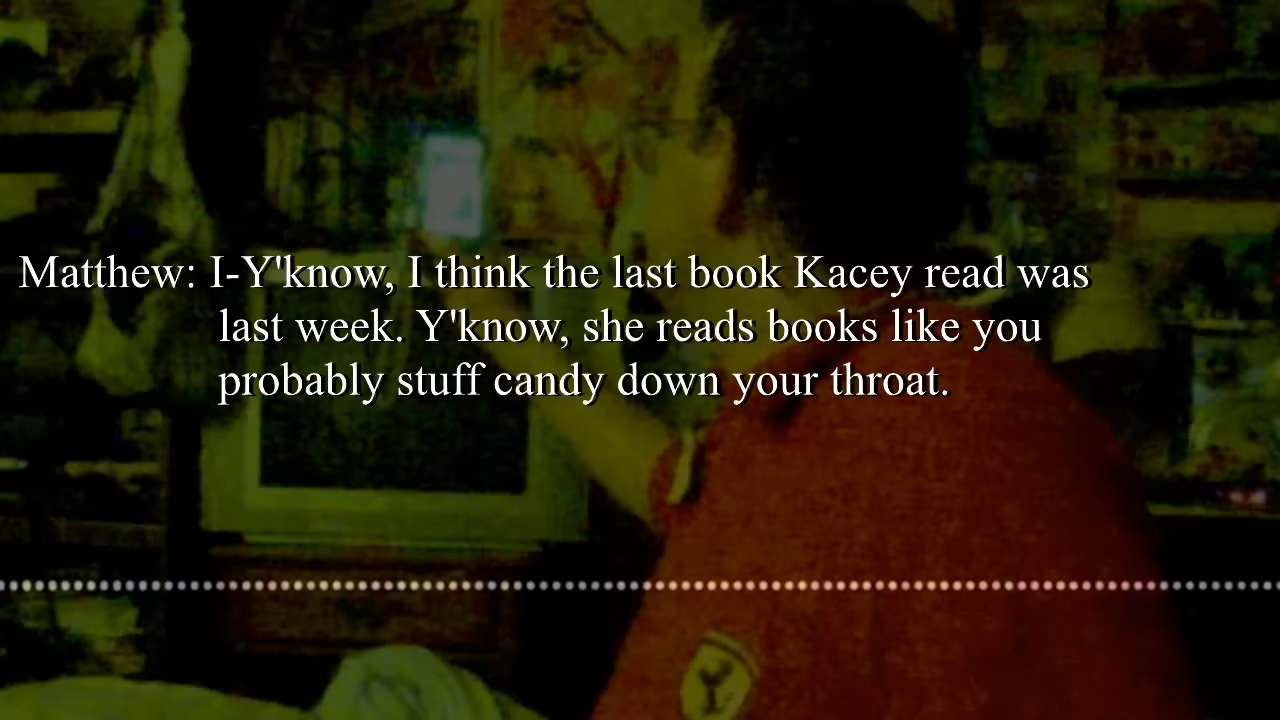 Matthew: I-Y'know, I think the last book Kacey read was
last week. Y'know, she reads books like you
probably stuff candy down your throat.